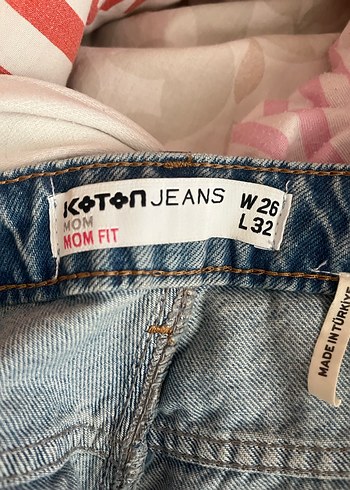 KOTON JEANS
MOM
MOM FIT
W 26
L 32
MADE IN TÜRKİYE